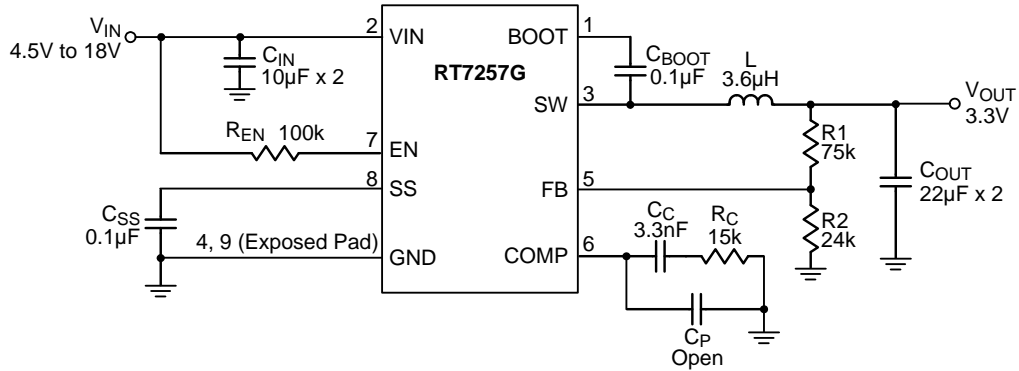 VIN
4.5V to 18V
CIN
10µF x 2
REN 100k
CSS
0.1µF
4, 9 (Exposed Pad)
2
7
8
VIN
EN
SS
GND
RT7257G
BOOT
SW
FB
COMP
1
3
5
6
CBOOT
0.1µF
L
3.6µH
VOUT
3.3V
R1
75k
COUT
22µF x 2
R2
24k
CC
3.3nF
RC
15k
CP
Open